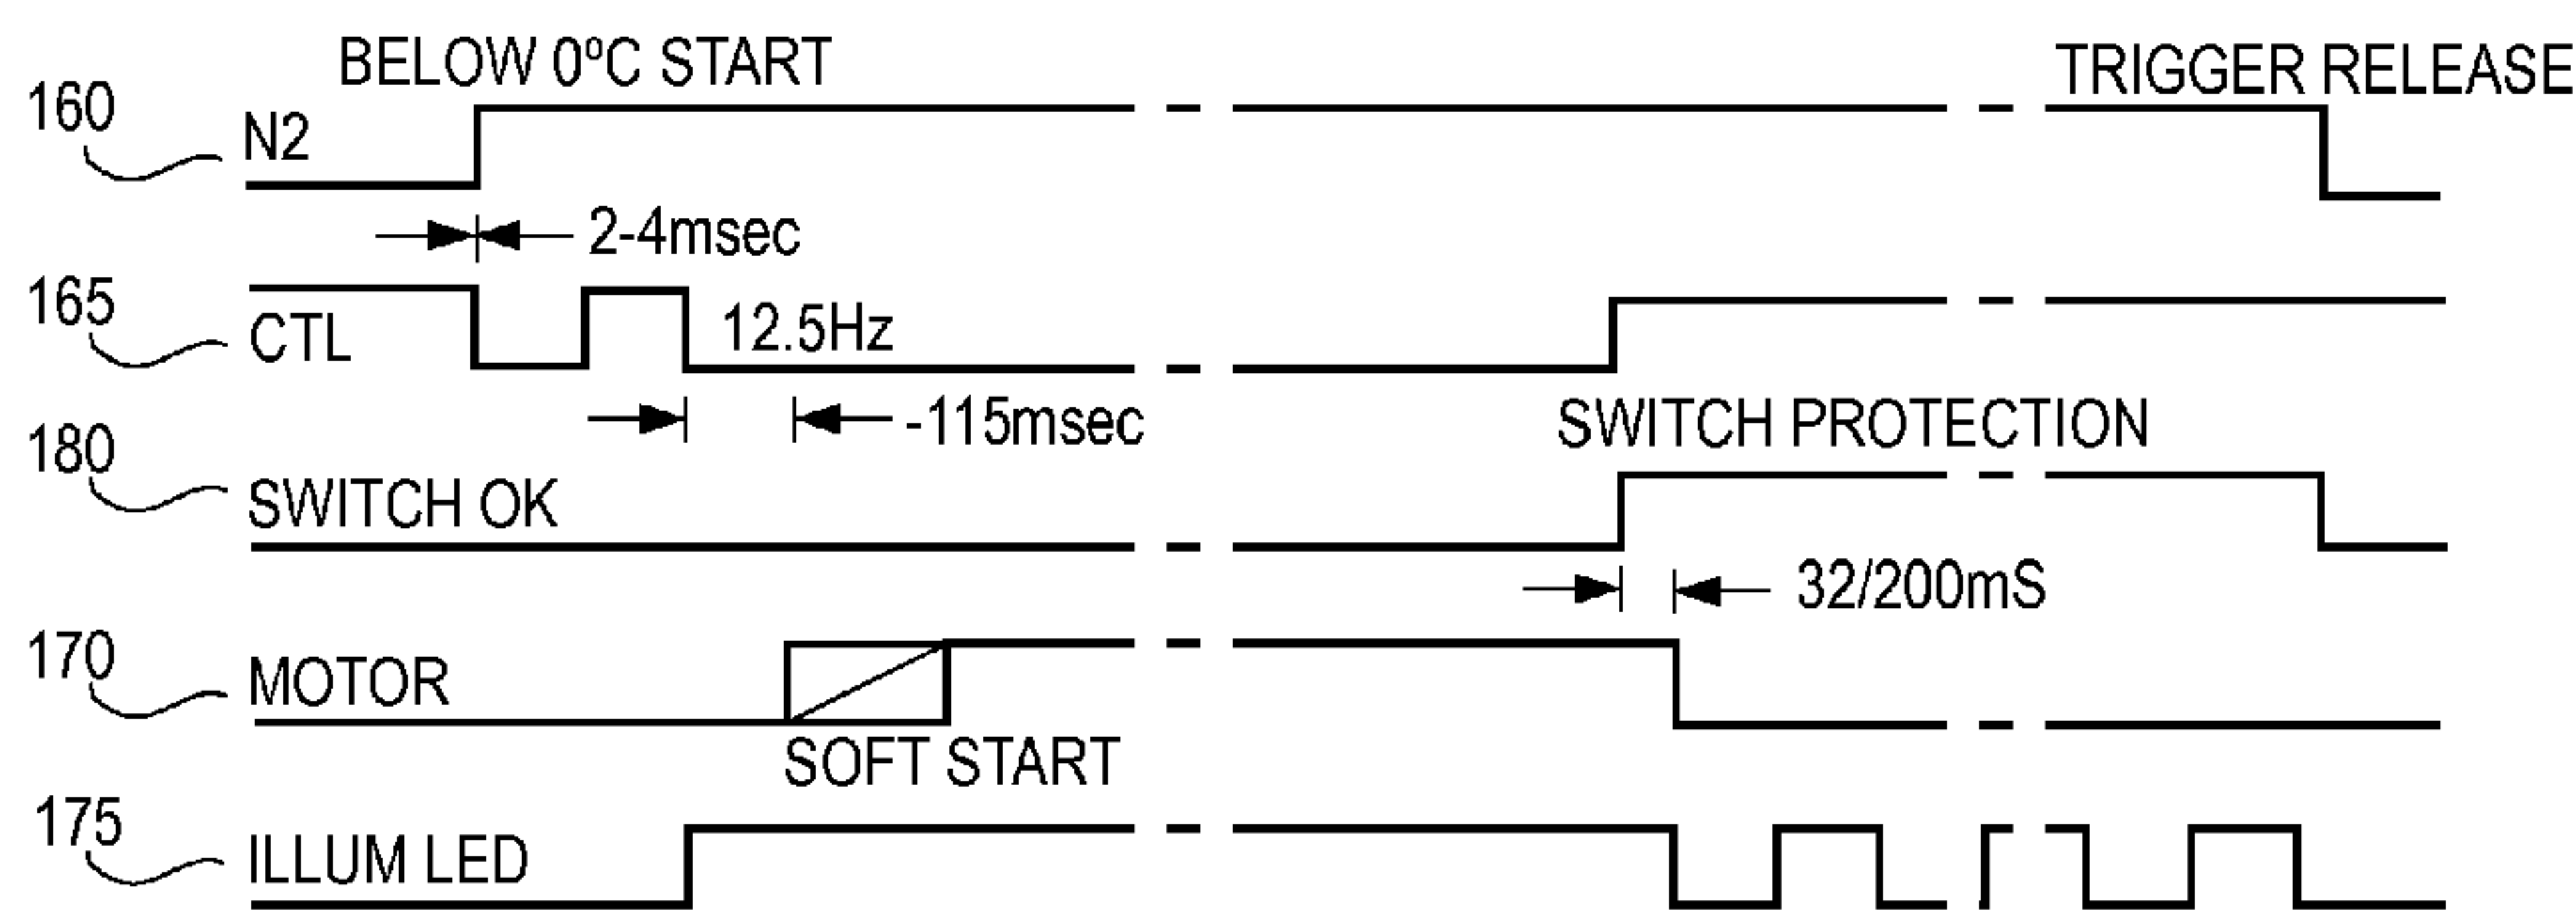 BELOW 0ºC START
TRIGGER RELEASE
160
N2
2-4msec
165
CTL
12.5Hz
-115msec
SWITCH PROTECTION
180
SWITCH OK
32/200mS
170
MOTOR
SOFT START
175
ILLUM LED